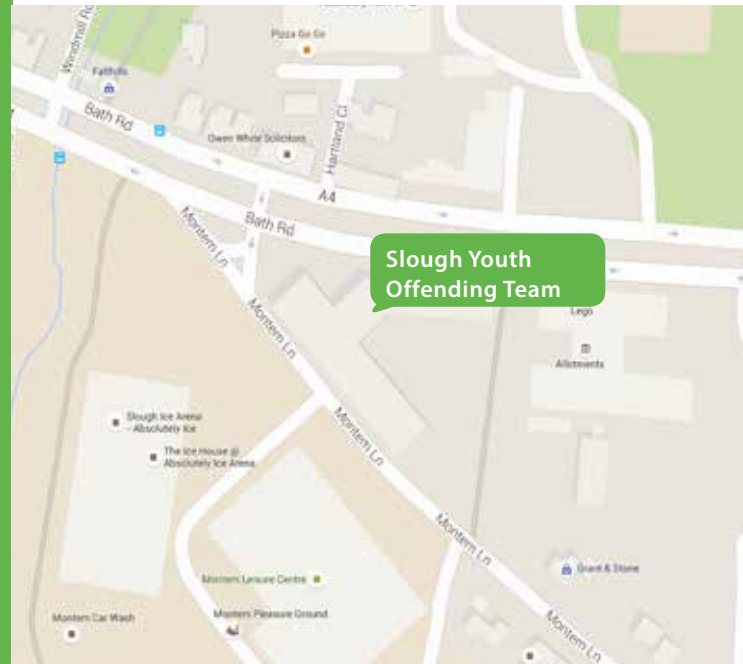 Pizza Go Go
Windmill Rd
Faithfull
Bath Rd
Owen White Solicitors
Hartland Cl
A4
Bath Rd
Montem Ln
Slough Youth
Offending Team
Lego
Allotments
Montem Ln
Slough Ice Arena
- Absolutely Ice
The Ice House @
Absolutely Ice Arena
Montem Ln
Montem Ln
Montem Leisure Centre
Grant & Stone
Montem Pleasure Ground
Montem Car Wash
Montem Ln